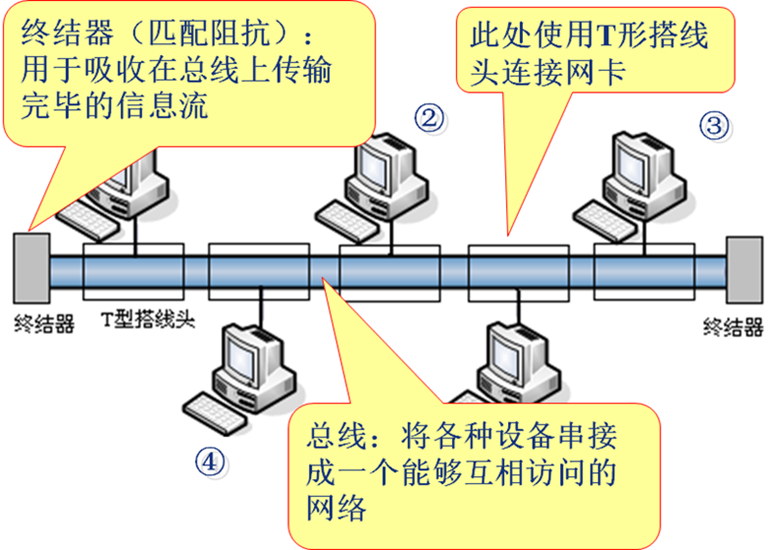 终结器（匹配阻抗）：
用于吸收在总线上传输
完毕的信息流
此处使用T形搭线
头连接网卡
②
③
终结器
T型搭线头
终结器
④
总线：将各种设备串接
成一个能够互相访问的
网络